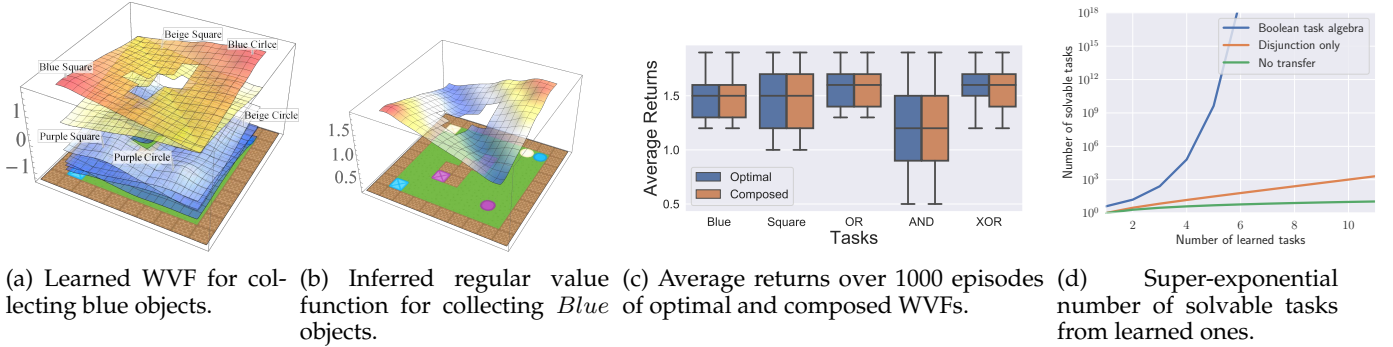 Beige Square
Blue Cirlce
Blue Square
Beige Circle
Purple Square
Purple Circle
1
0
−1
1.5
1.0
0.5
Average Returns
1.5
1.0
0.5
Optimal
Composed
Blue Square OR AND XOR
Tasks
Number of solvable tasks
10^18
10^15
10^12
10^9
10^6
10^3
10^0
Boolean task algebra
Disjunction only
No transfer
2 4 6 8 10
Number of learned tasks
(a) Learned WVF for col-
lecting blue objects.
(b) Inferred regular value
function for collecting Blue
objects.
(c) Average returns over 1000 episodes
of optimal and composed WVFs.
(d) Super-exponential
number of solvable tasks
from learned ones.